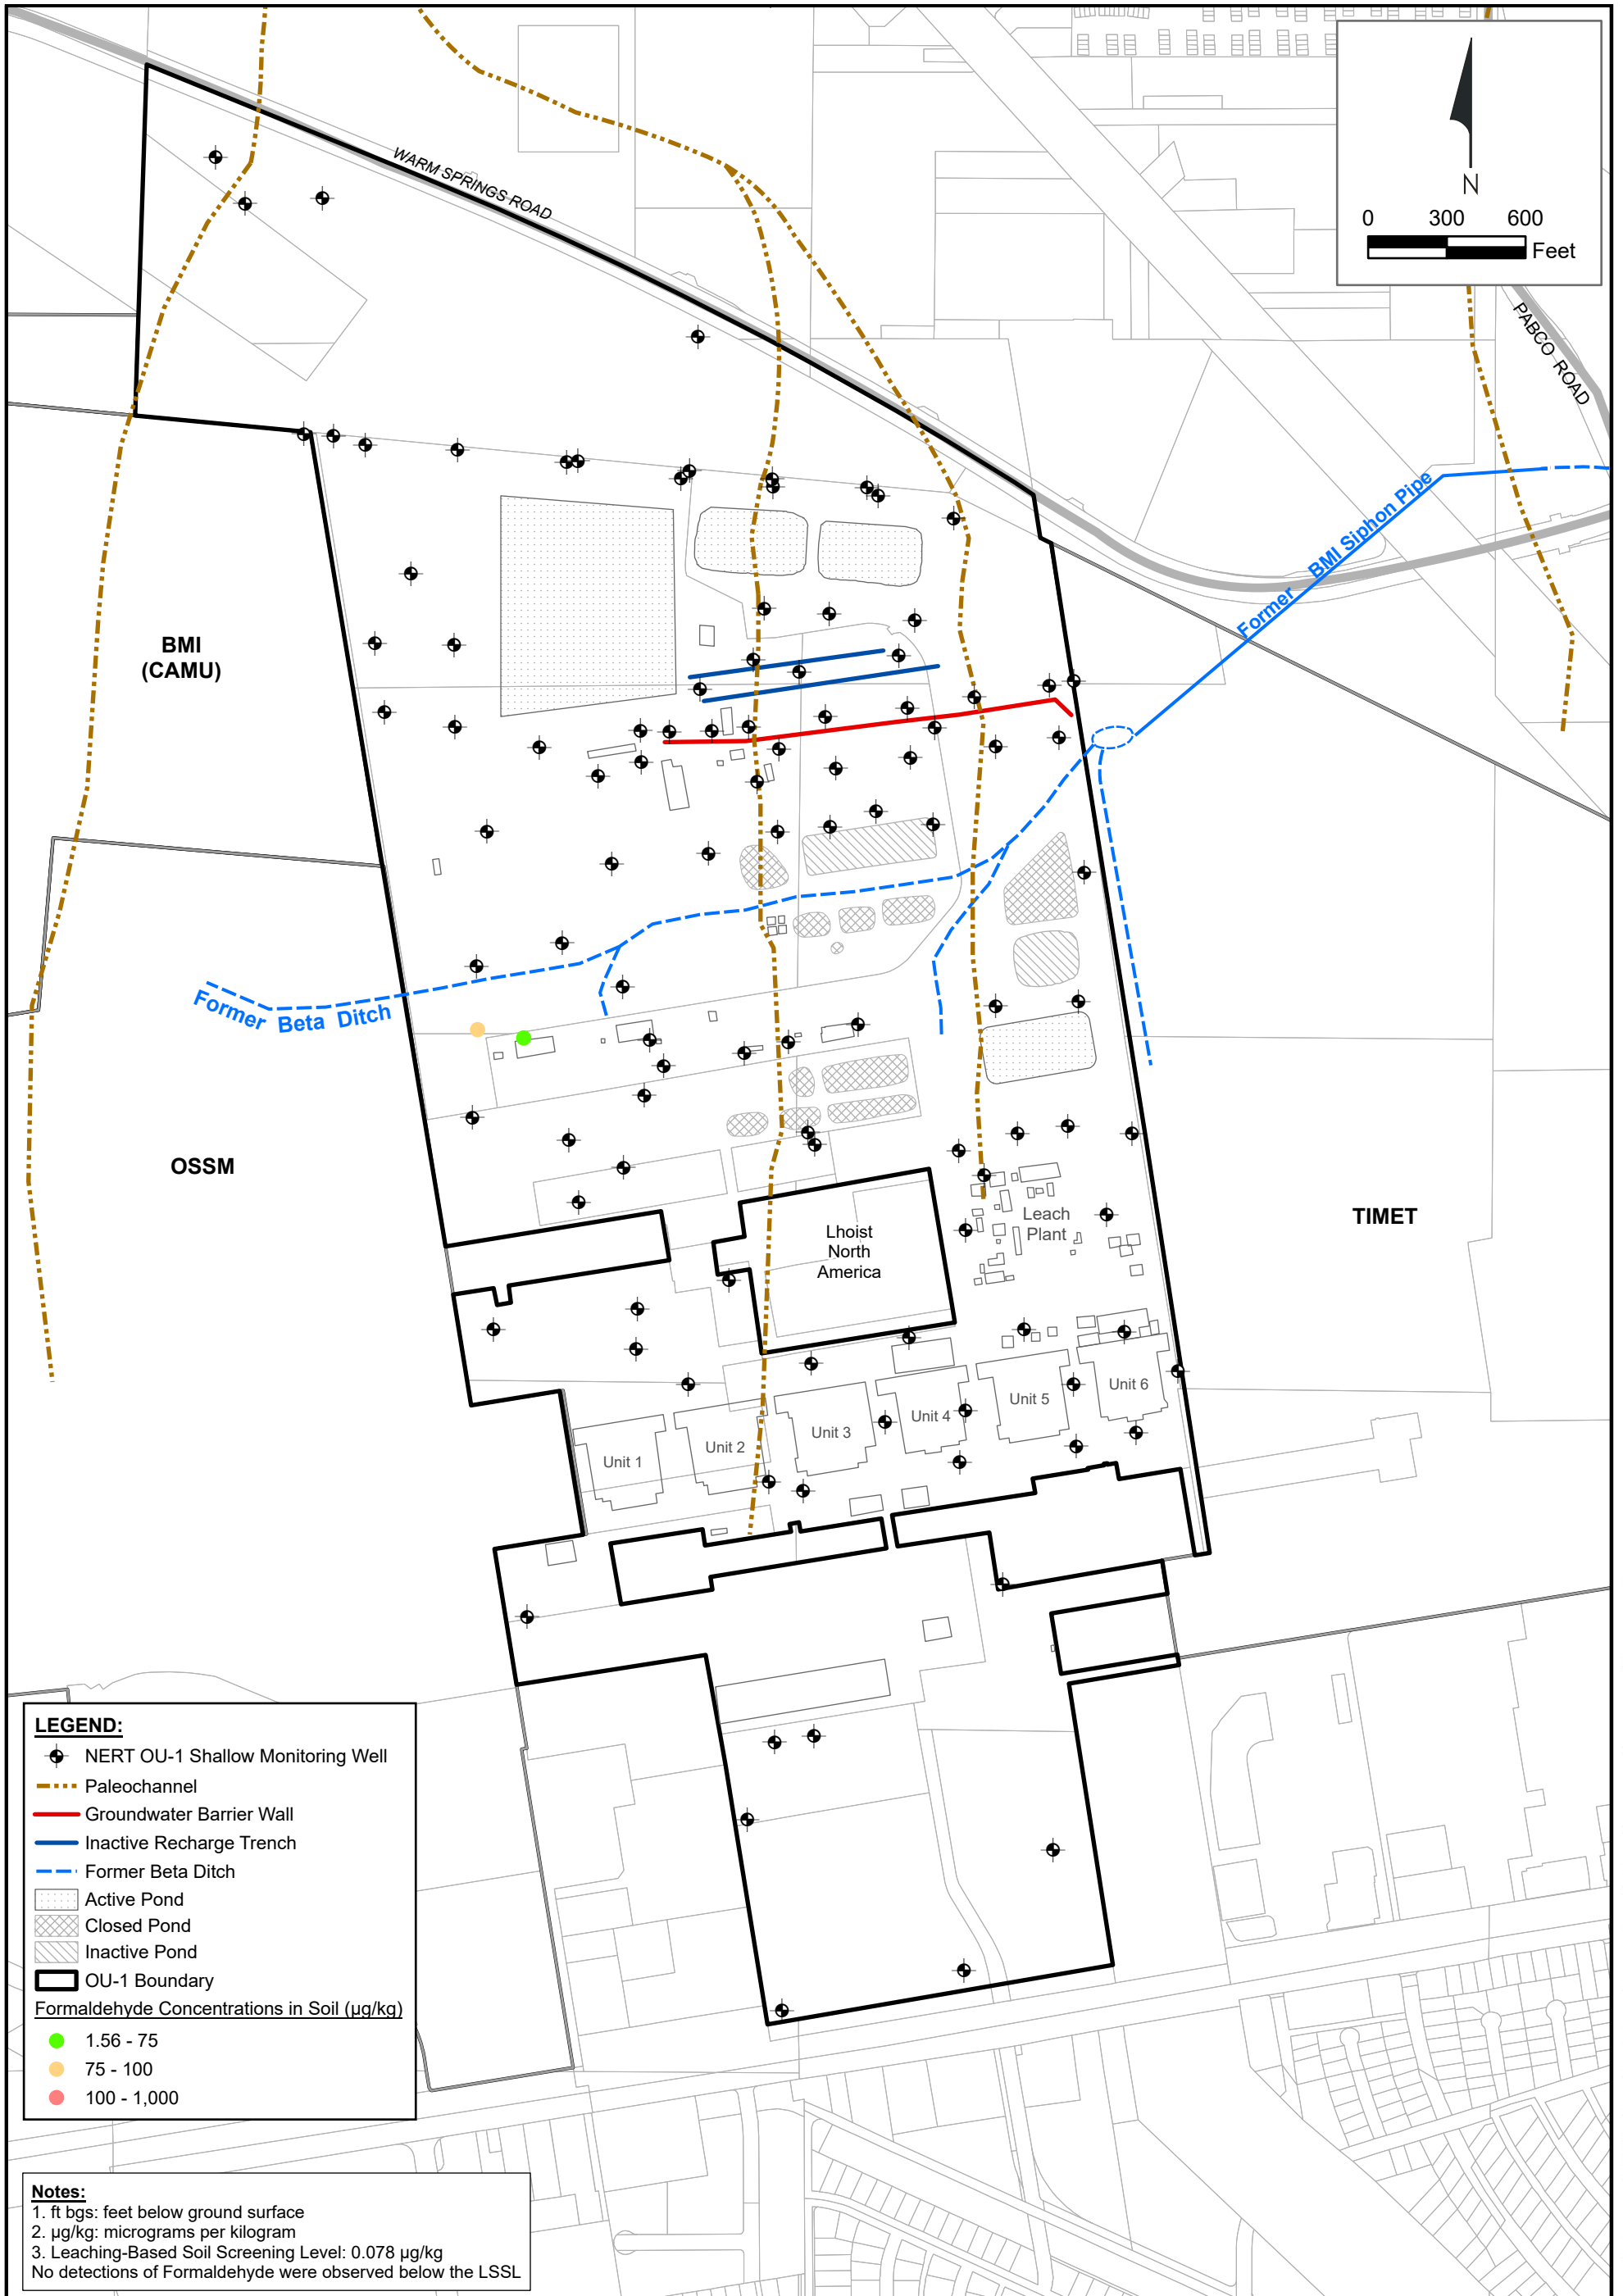 WARM SPRINGS ROAD
N
0 300 600
Feet
PABCO ROAD
Former BMI Siphon Pipe
BMI
(CAMU)
Former Beta Ditch
OSSM
TIMET
Lhoist
North
America
Leach
Plant
Unit 1
Unit 2
Unit 3
Unit 4
Unit 5
Unit 6
LEGEND:
NERT OU-1 Shallow Monitoring Well
Paleochannel
Groundwater Barrier Wall
Inactive Recharge Trench
Former Beta Ditch
Active Pond
Closed Pond
Inactive Pond
OU-1 Boundary
Formaldehyde Concentrations in Soil (µg/kg)
1.56 - 75
75 - 100
100 - 1,000
Notes:
1. ft bgs: feet below ground surface
2. µg/kg: micrograms per kilogram
3. Leaching-Based Soil Screening Level: 0.078 µg/kg
No detections of Formaldehyde were observed below the LSSL